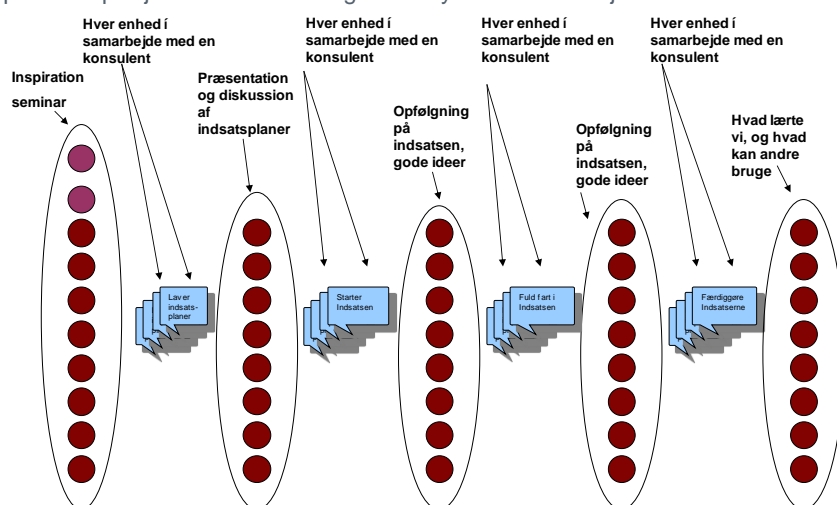 Hver enhed í
samarbejde med en
konsulent
Hver enhed í
samarbejde med en
konsulent
Hver enhed í
samarbejde med en
konsulent
Hver enhed í
samarbejde med en
konsulent
Inspiration
seminar
Præsentation
og diskussion
af
indsatsplaner
Opfølgning
på
indsatsen,
gode ideer
Opfølgning
på
indsatsen,
gode ideer
Hvad lærte
vi, og hvad
kan andre
bruge
Laver
indsats-
planer
Starter
Indsatsen
Fuld fart i
Indsatsen
Færdiggøre
Indsatserne